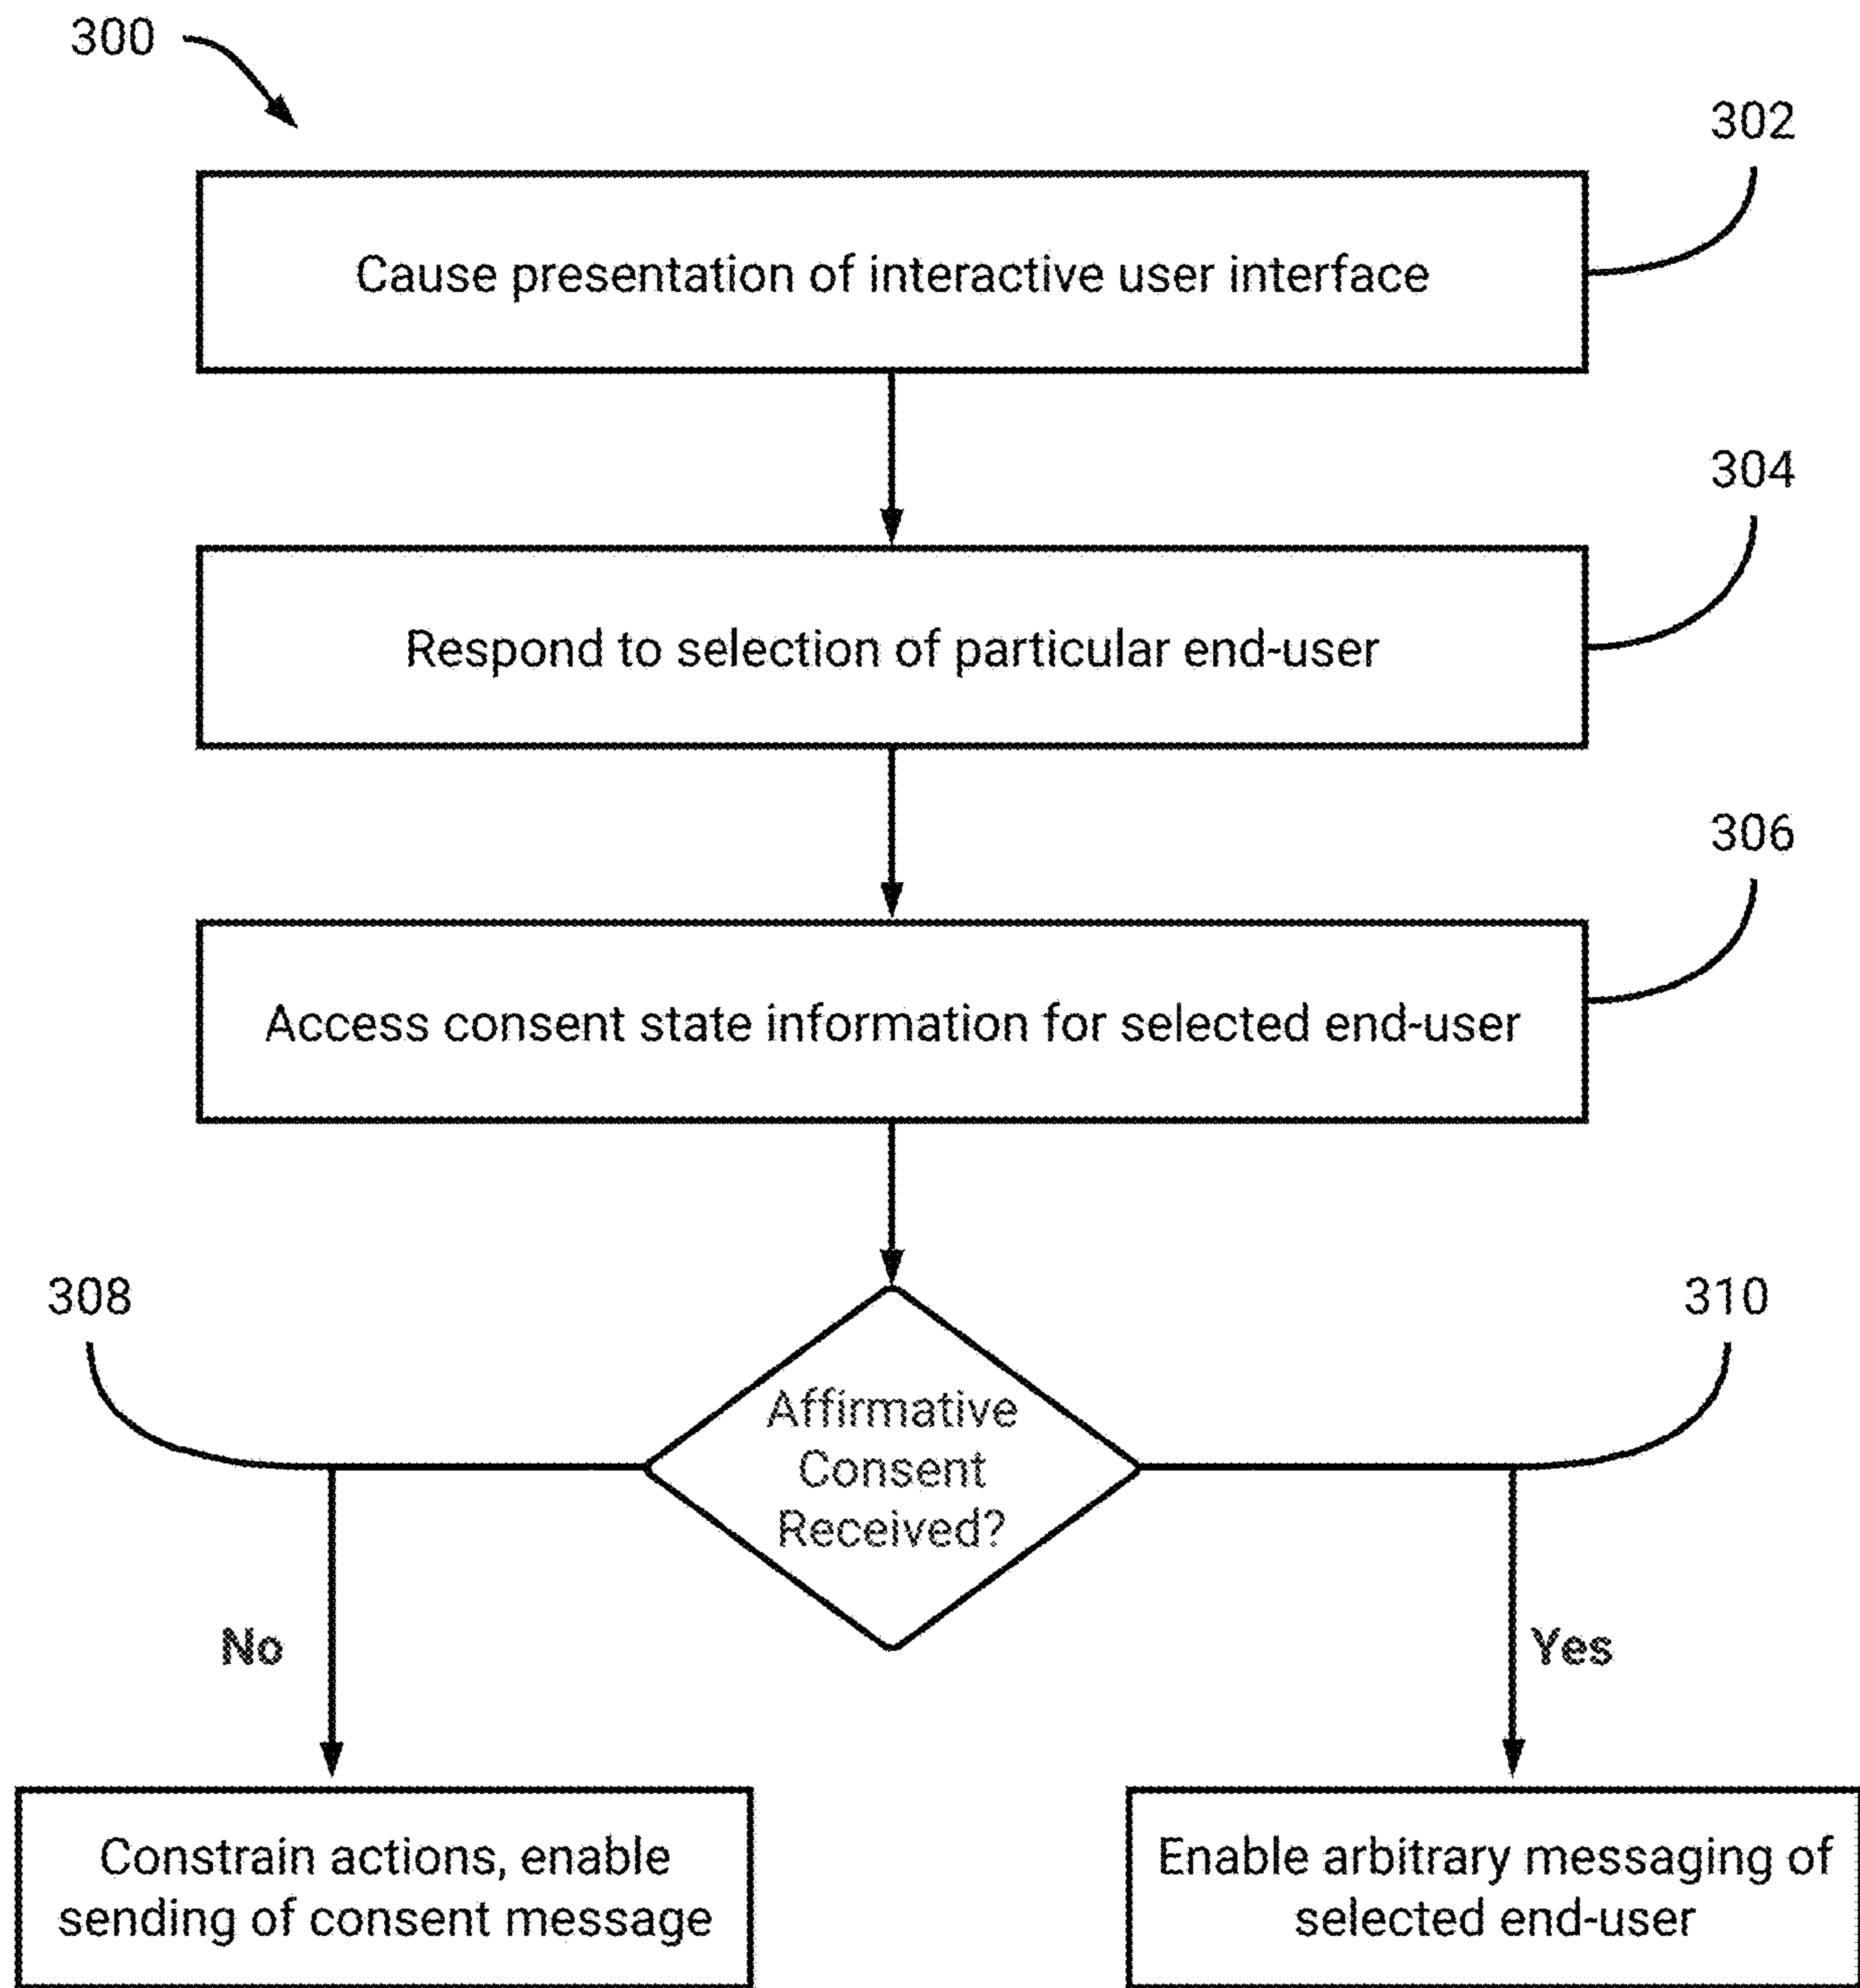 300
302
Cause presentation of interactive user interface
304
Respond to selection of particular end-user
306
Access consent state information for selected end-user
308
310
Affirmative
Consent
Received?
No
Yes
Constrain actions, enable
sending of consent message
Enable arbitrary messaging of
selected end-user